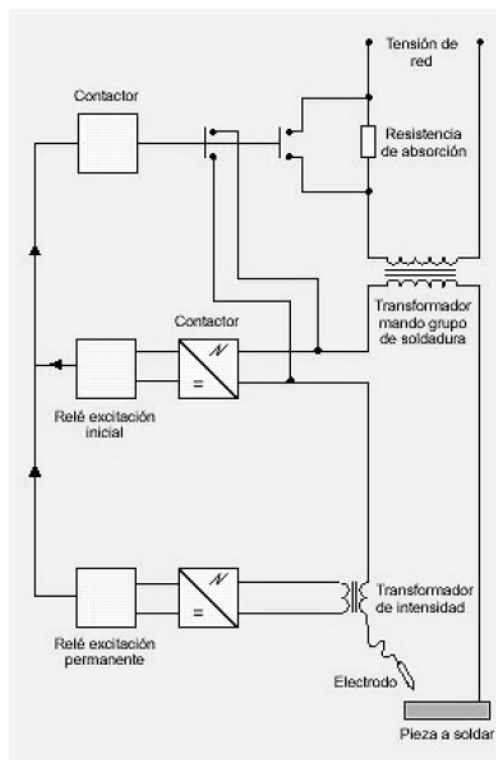 Tensión de
red
Contactor
Resistencia
de absorción
Transformador
mando grupo
de soldadura
Contactor
N
=
Relé excitación
inicial
N
=
Transformador
de intensidad
Relé excitación
permanente
Electrodo
Pieza a soldar